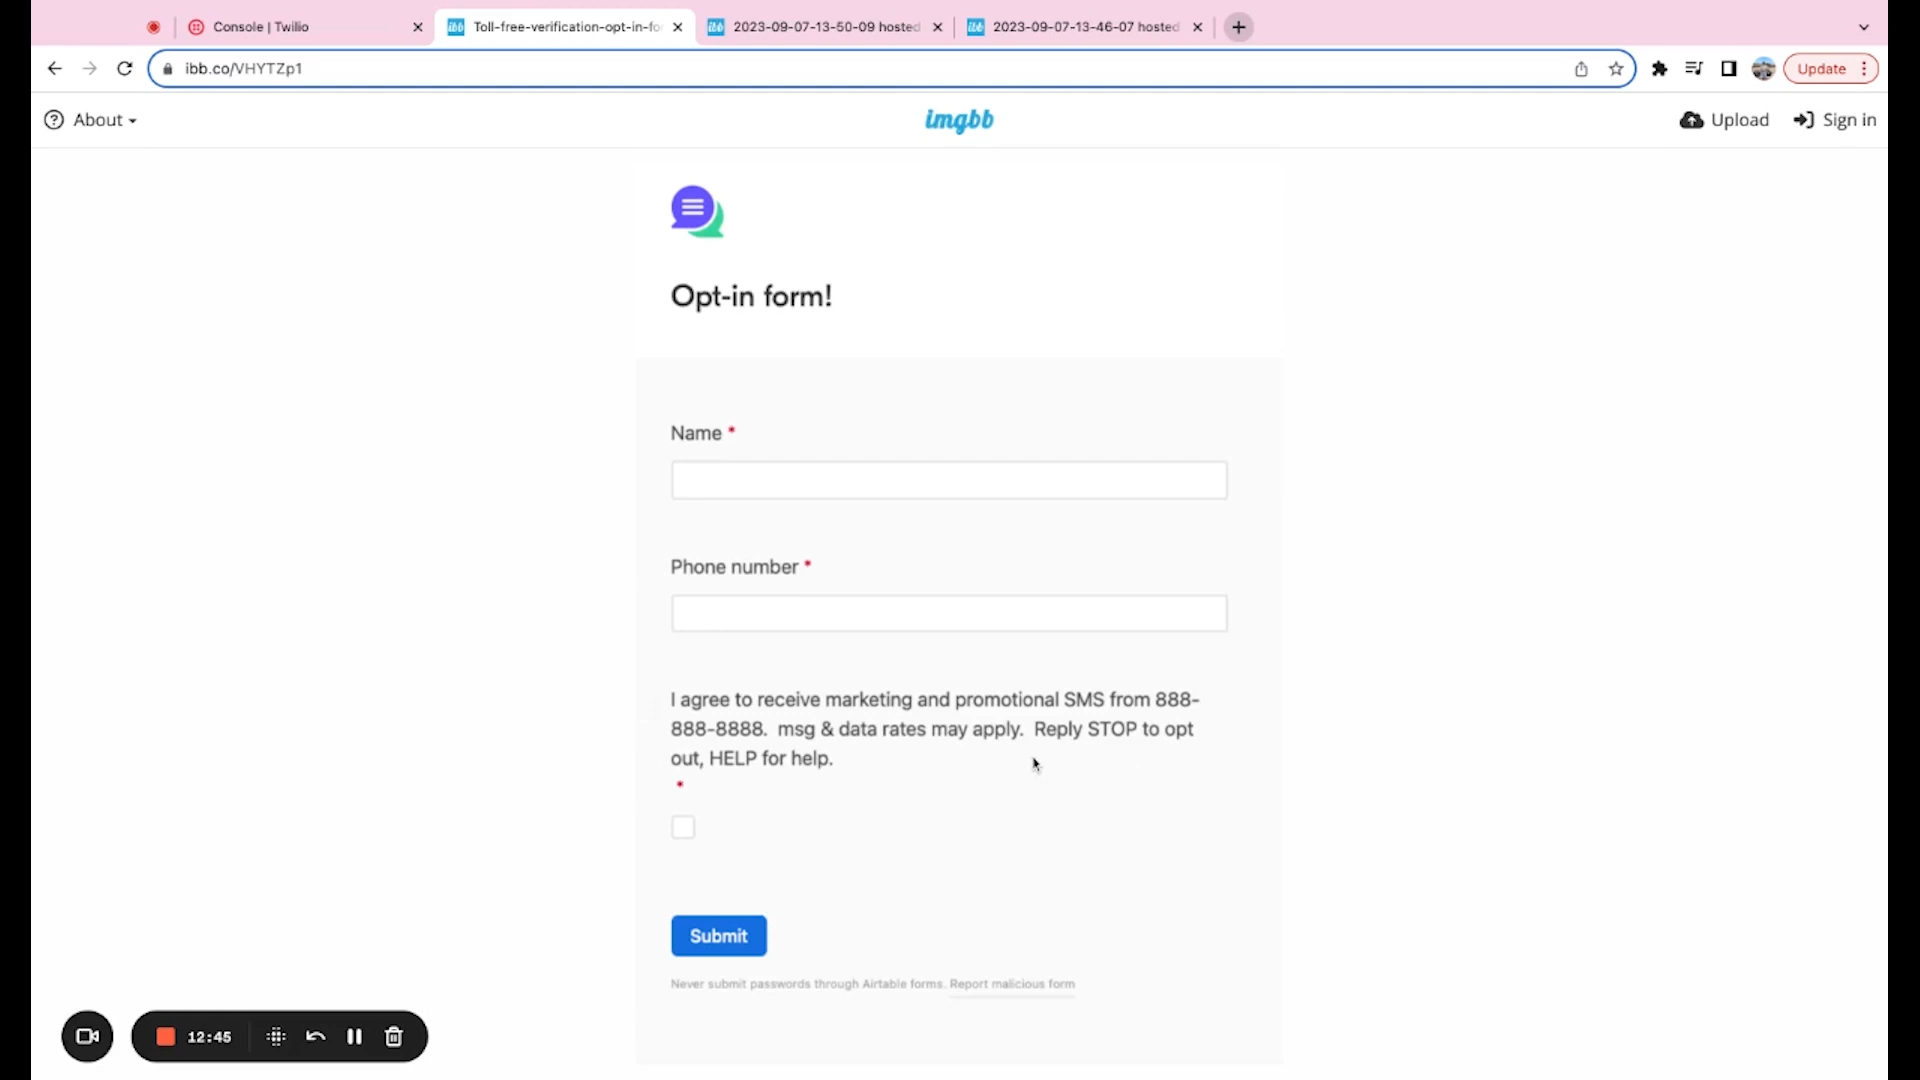 Console | Twilio
Toll-free-verification-opt-in-fo
2023-09-07-13-50-09 hosted
2023-09-07-13-46-07 hosted
ibb.co/VHYTZp1
Update
About
imgbb
Upload
Sign in
Opt-in form!
Name *
Phone number *
I agree to receive marketing and promotional SMS from 888-
888-8888.  msg & data rates may apply.  Reply STOP to opt
out, HELP for help.
*
Submit
Never submit passwords through Airtable forms. Report malicious form
12:45